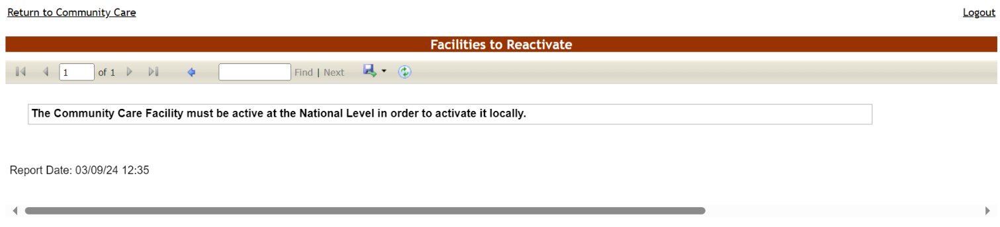 Return to Community Care Logout
Facilities to Reactivate
1 of 1 Find | Next
The Community Care Facility must be active at the National Level in order to activate it locally.
Report Date: 03/09/24 12:35